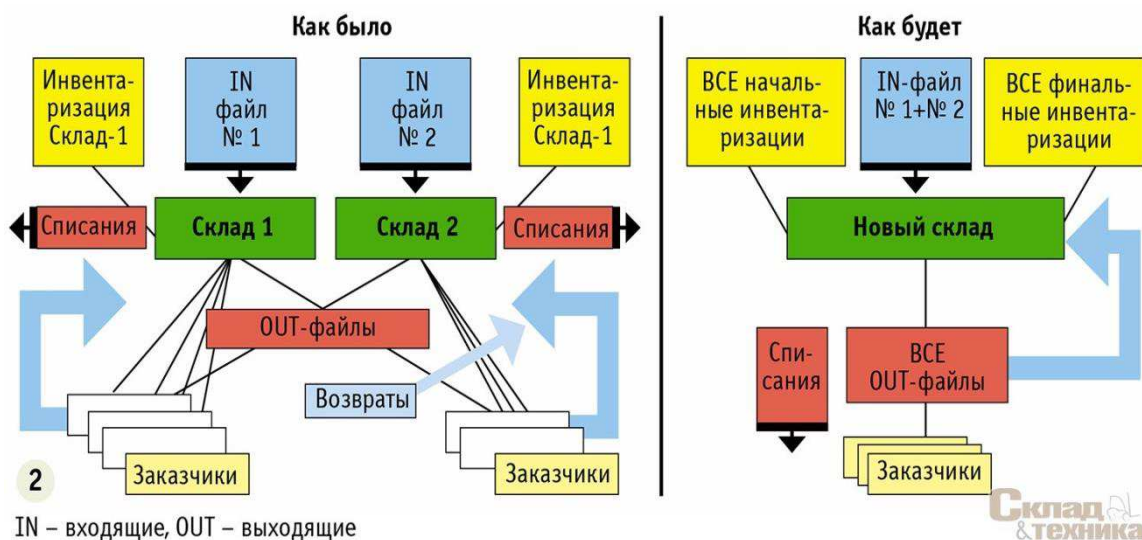 Как было
Как будет
Инвента-
ризация
Склад-1
IN
файл
№ 1
IN
файл
№ 2
Инвента-
ризация
Склад-1
Списания
Склад 1
Склад 2
Списания
OUT-файлы
Возвраты
Заказчики
Заказчики
ВСЕ началь-
ные инвента-
ризации
IN-файл
№ 1+№ 2
ВСЕ финаль-
ные инвента-
ризации
Новый склад
Спи-
сания
ВСЕ
OUT-файлы
Заказчики
2
IN – входящие, OUT – выходящие
Склад
&техника